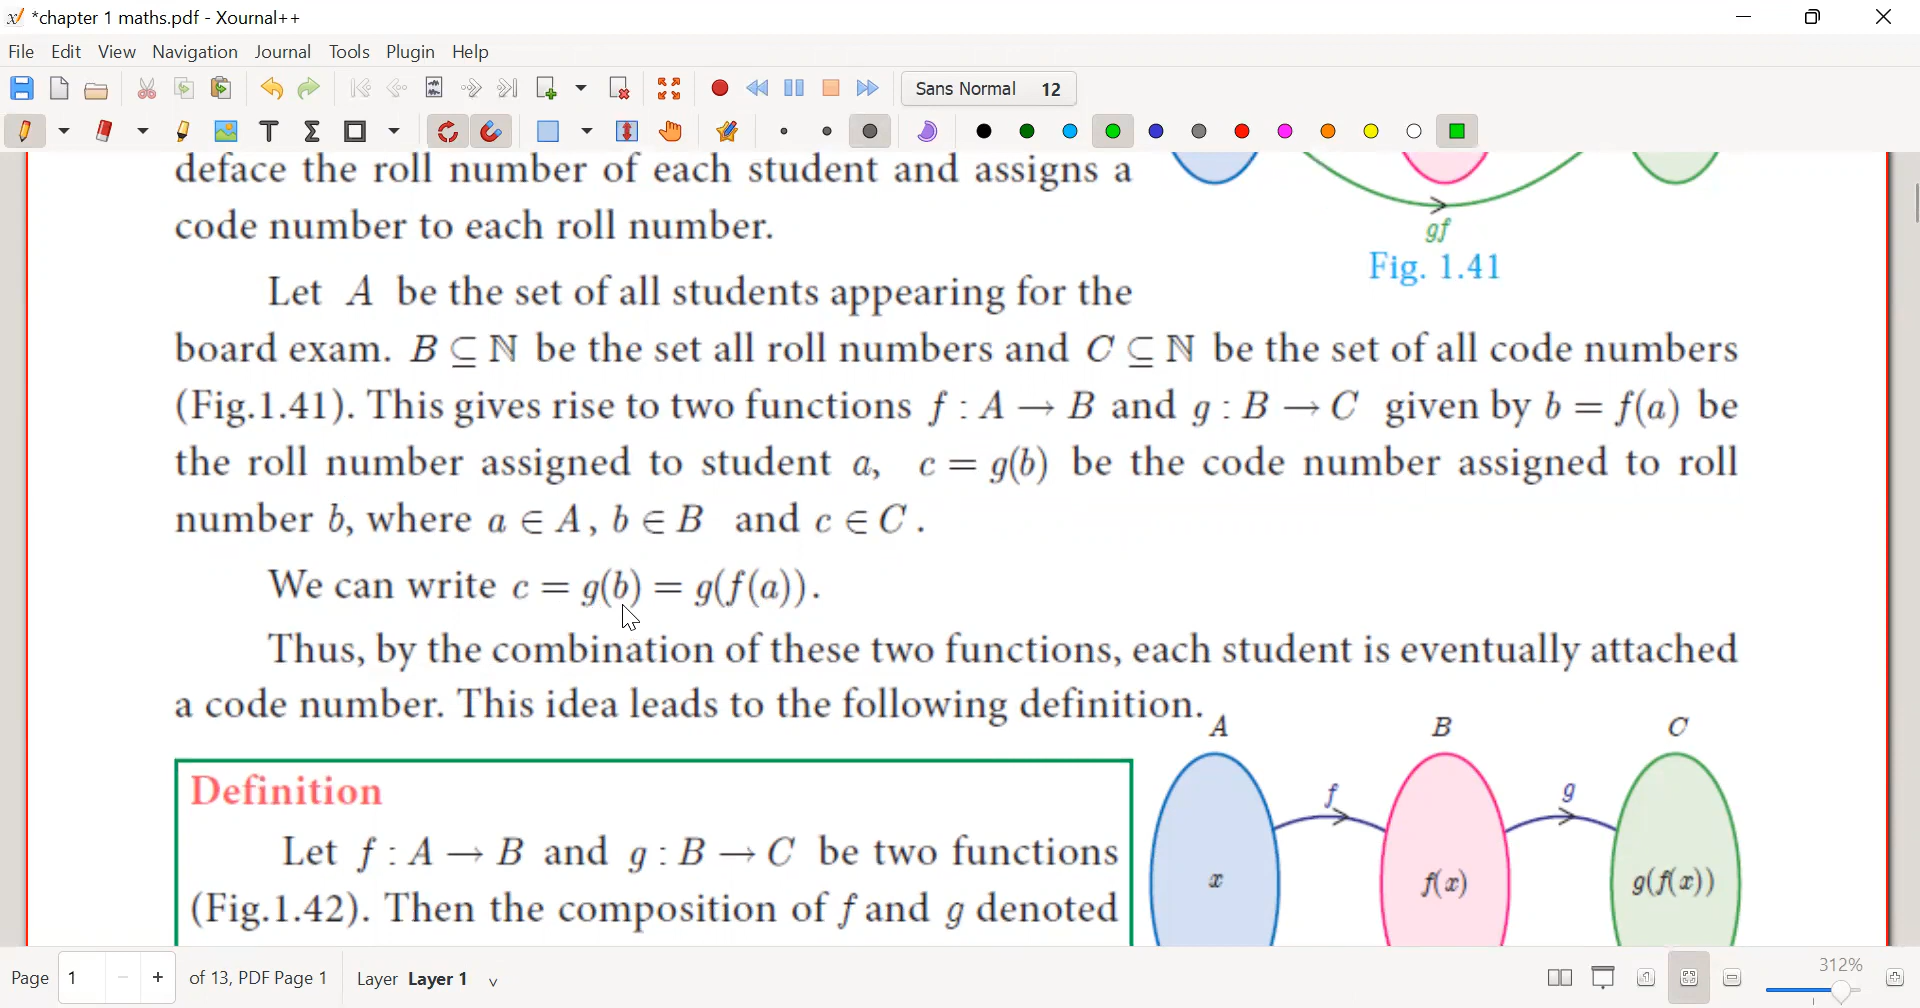 *chapter 1 maths.pdf - Xournal++
File Edit View Navigation Journal Tools Plugin Help
Sans Normal 12
deface the roll number of each student and assigns a
code number to each roll number.
gf
Fig. 1.41
Let A be the set of all students appearing for the
board exam. B ⊆ ℕ be the set all roll numbers and C ⊆ ℕ be the set of all code numbers
(Fig.1.41). This gives rise to two functions f : A → B and g : B → C given by b = f(a) be
the roll number assigned to student a, c = g(b) be the code number assigned to roll
number b, where a ∈ A, b ∈ B and c ∈ C.
We can write c = g(b) = g(f(a)).
Thus, by the combination of these two functions, each student is eventually attached
a code number. This idea leads to the following definition.
A B C
f g
x f(x) g(f(x))
Definition
Let f : A → B and g : B → C be two functions
(Fig.1.42). Then the composition of f and g denoted
Page 1 of 13, PDF Page 1 Layer Layer 1
312%